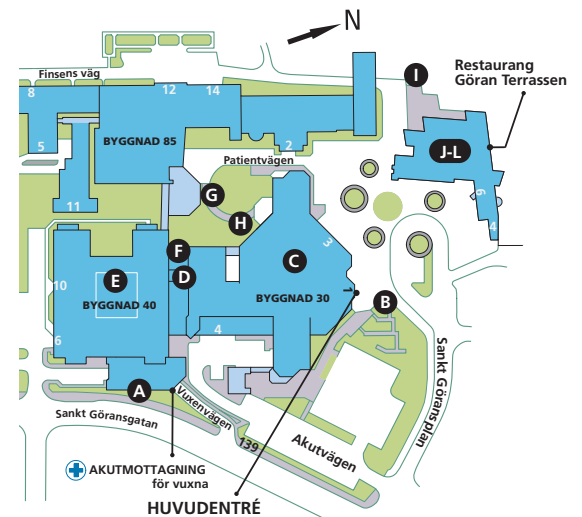 N
Finsens väg
I
Restaurang
Göran Terrassen
8
12
14
BYGGNAD 85
2
J-L
5
Patientvägen
G
6
11
H
4
F
3
C
E
D
10
BYGGNAD 40
BYGGNAD 30
1
B
6
4
A
Sankt Göransplan
Vuxenvägen
Sankt Göransgatan
139
Akutvägen
AKUTMOTTAGNING
för vuxna
HUVUDENTRÉ